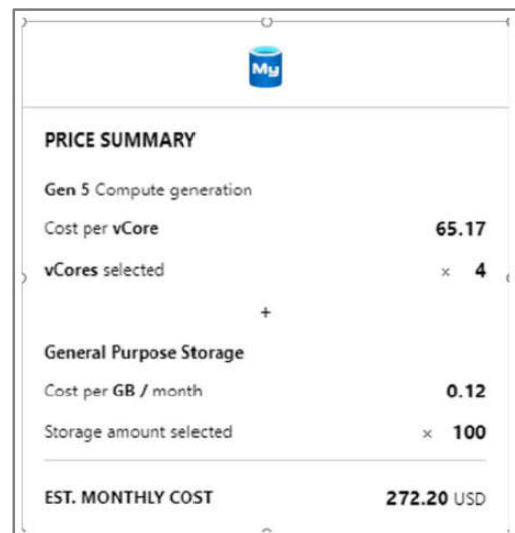 My
PRICE SUMMARY
Gen 5 Compute generation
Cost per vCore 65.17
vCores selected × 4
+
General Purpose Storage
Cost per GB / month 0.12
Storage amount selected × 100
EST. MONTHLY COST 272.20 USD